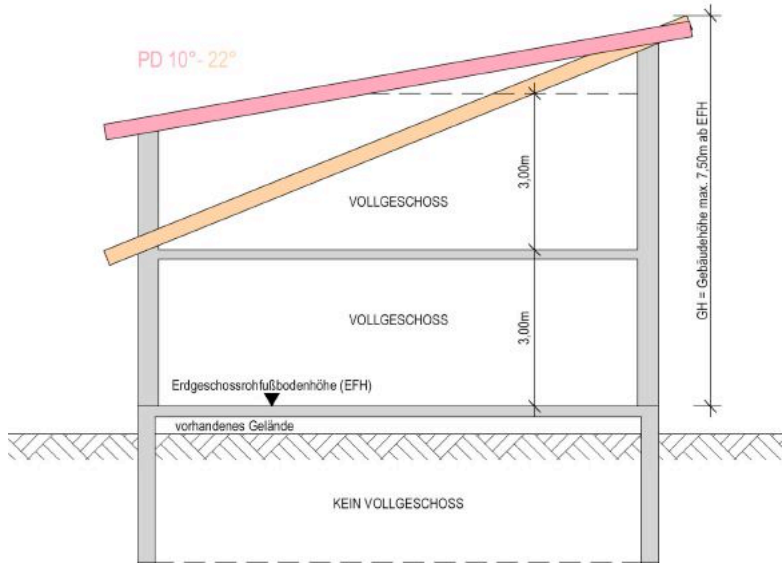 PD 10°- 22°
3,00m
VOLLGESCHOSS
GH = Gebäudehöhe max. 7,50m ab EFH
VOLLGESCHOSS
3,00m
Erdgeschossrohfußbodenhöhe (EFH)
vorhandenes Gelände
KEIN VOLLGESCHOSS